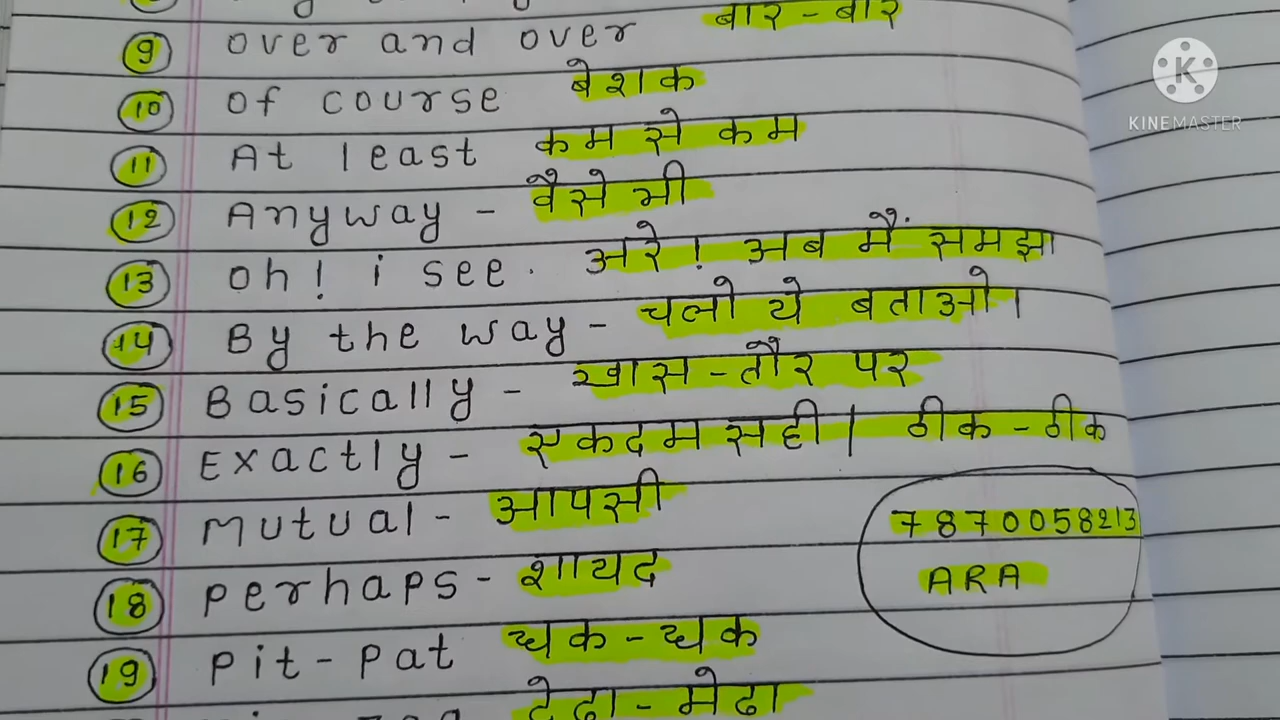 9 over and over बार-बार
10 of course बेशक
11 At least कम से कम
12 Anyway - वैसे भी
13 oh! i see. अरे! अब मैं समझा
14 By the way - चलो ये बताओ।
15 Basically - खास-तौर पर
16 Exactly - एकदम सही। ठीक-ठीक
17 Mutual - आपसी
7870058213
18 perhaps - शायद
ARA
19 pit-pat धक-धक
टेढा-मेढा
KINEMASTER